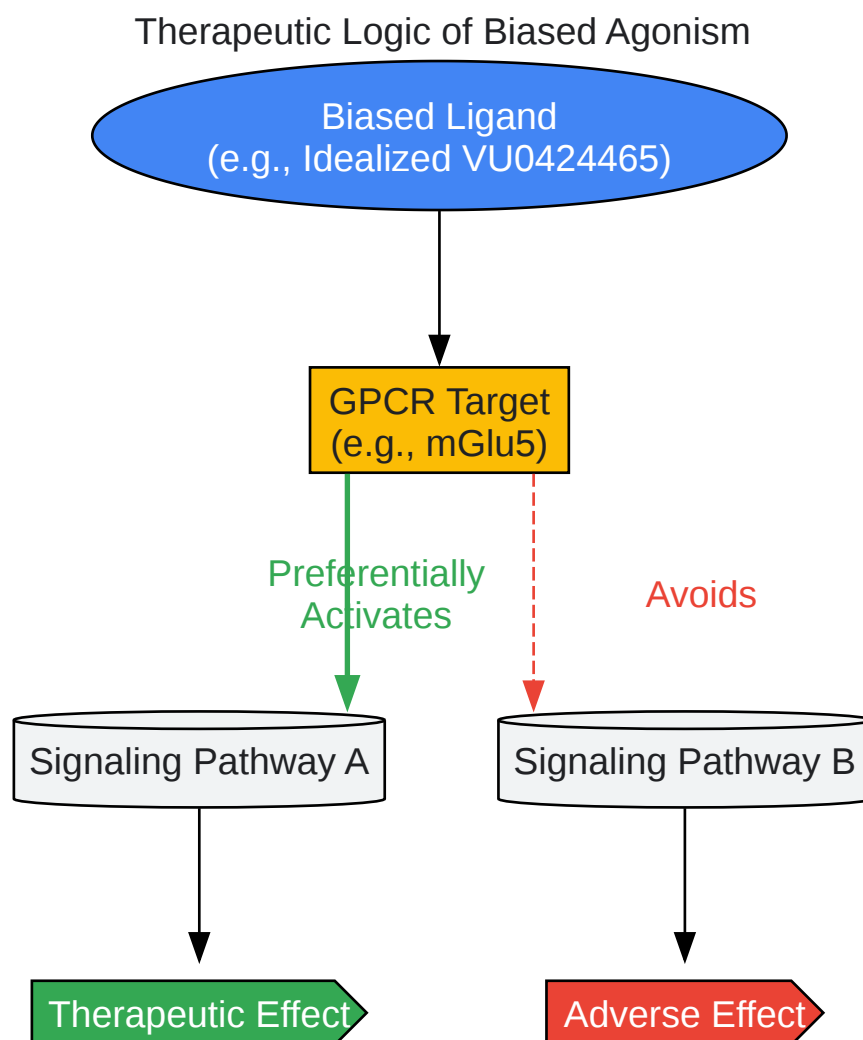 Therapeutic Logic of Biased Agonism
Biased Ligand
(e.g., Idealized VU0424465)
GPCR Target
(e.g., mGlu5)
Preferentially
Activates
Avoids
Signaling Pathway A
Signaling Pathway B
Therapeutic Effect
Adverse Effect